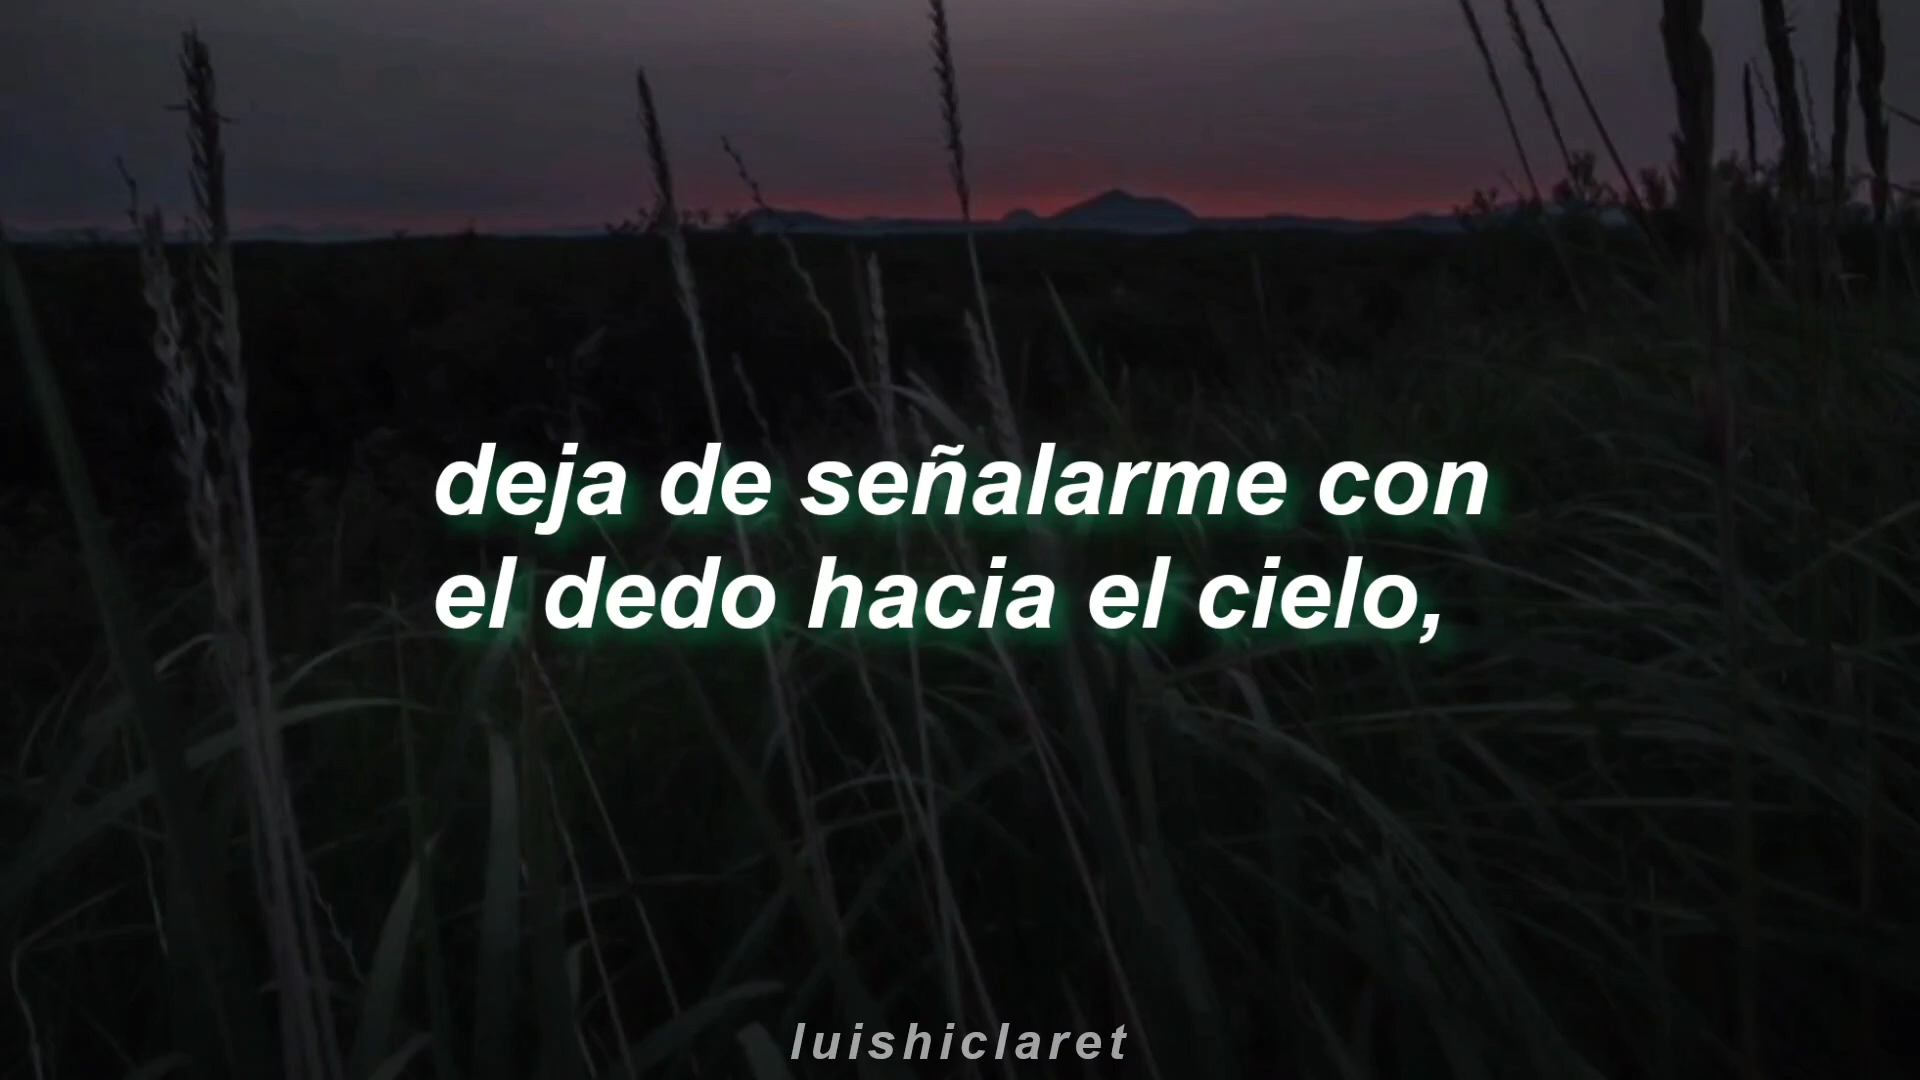 deja de señalarme con
el dedo hacia el cielo,
luishiclaret